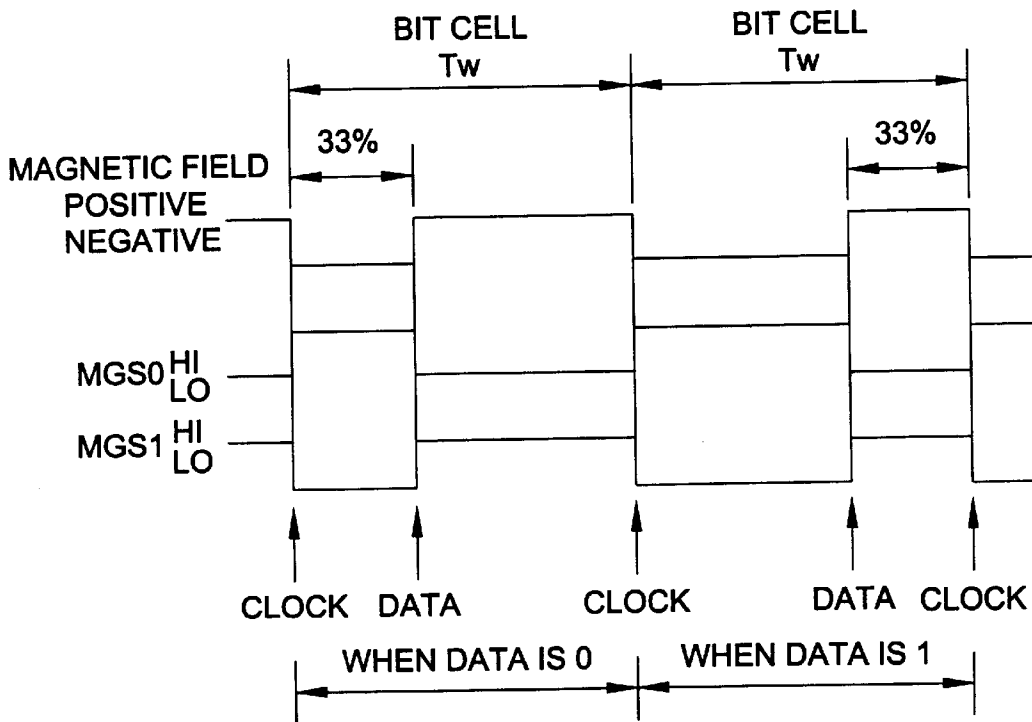 BIT CELL
Tw
BIT CELL
Tw
33%
33%
MAGNETIC FIELD
POSITIVE
NEGATIVE
MGS0 HI
LO
MGS1 HI
LO
CLOCK DATA CLOCK DATA CLOCK
WHEN DATA IS 0 WHEN DATA IS 1